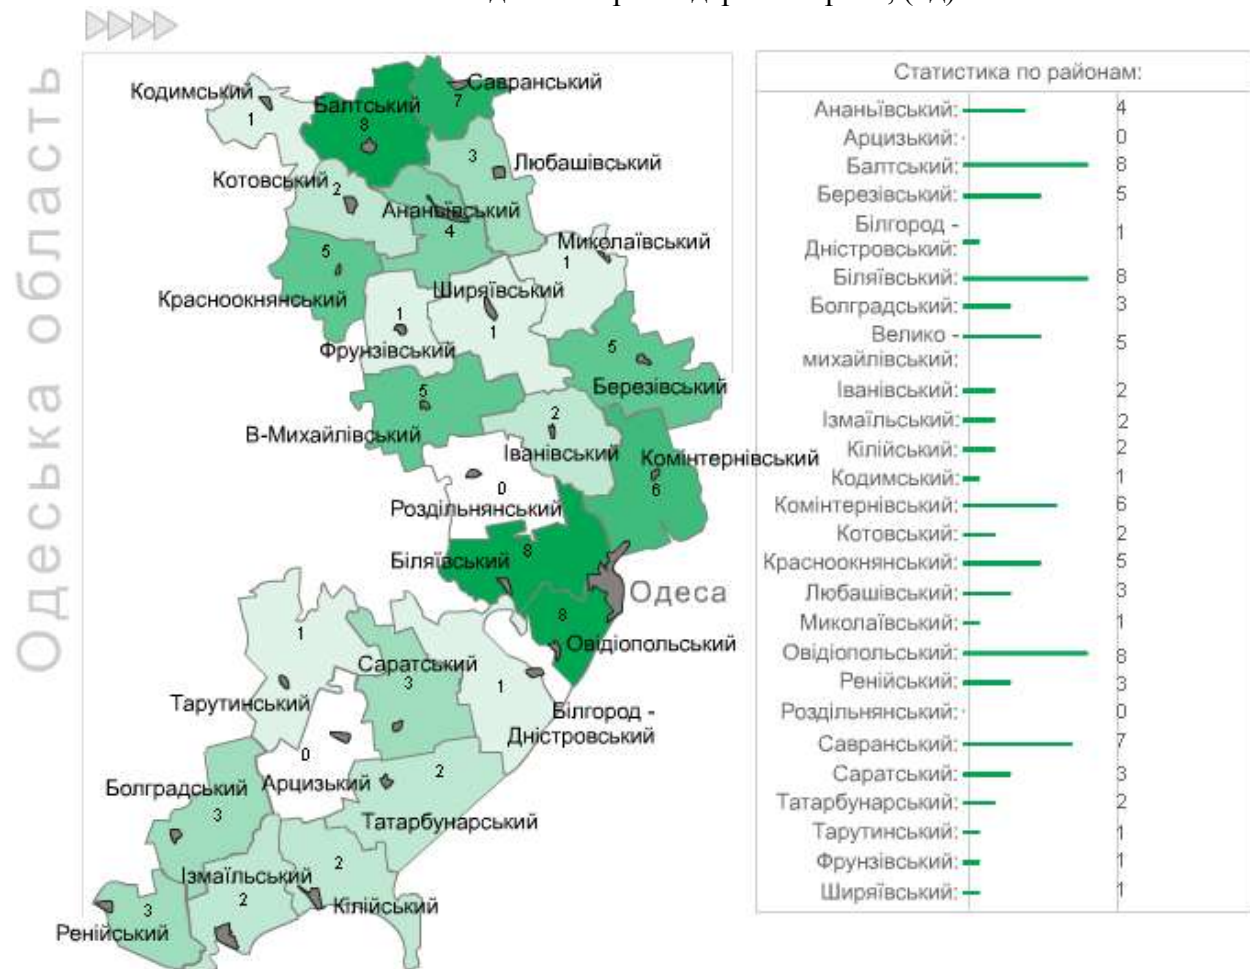 Одеська область
Кодимський
1
Балтський
8
Савранський
7
3
Любашівський
Котовський
2
Ананьївський
4
Миколаївський
1
5
Красноокнянський
Ширяївський
1
1
Фрунзівський
5
Березівський
5
В-Михайлівський
2
Іванівський
Комінтернівський
6
0
Роздільнянський
Біляївський
8
Одеса
8
Овідіопольський
1
Тарутинський
Саратський
3
1
Білгород -
Дністровський
0
Арцизький
2
Татарбунарський
Болградський
3
Ізмаїльський
2
2
Кілійський
3
Ренійський
Статистика по районам:
Ананьївський: 4
Арцизький: 0
Балтський: 8
Березівський: 5
Білгород -
Дністровський: 1
Біляївський: 8
Болградський: 3
Велико -
михайлівський: 5
Іванівський: 2
Ізмаїльський: 2
Кілійський: 2
Кодимський: 1
Комінтернівський: 6
Котовський: 2
Красноокнянський: 5
Любашівський: 3
Миколаївський: 1
Овідіопольський: 8
Ренійський: 3
Роздільнянський: 0
Савранський: 7
Саратський: 3
Татарбунарський: 2
Тарутинський: 1
Фрунзівський: 1
Ширяївський: 1